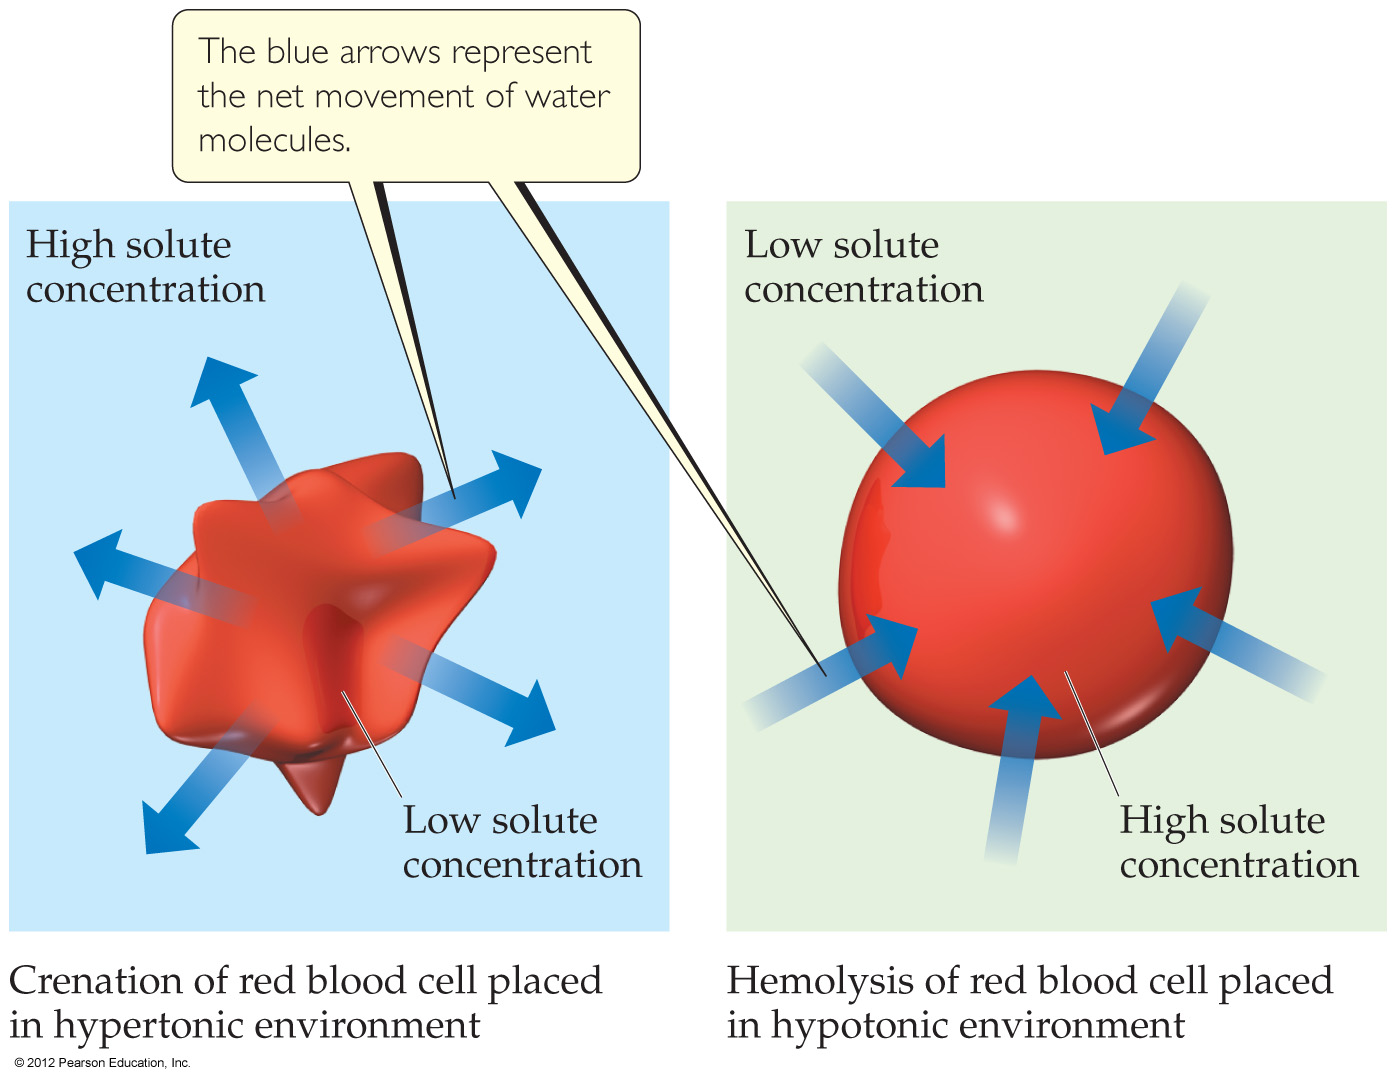 The blue arrows represent
the net movement of water
molecules.
High solute
concentration
Low solute
concentration
Crenation of red blood cell placed
in hypertonic environment
Low solute
concentration
High solute
concentration
Hemolysis of red blood cell placed
in hypotonic environment
© 2012 Pearson Education, Inc.